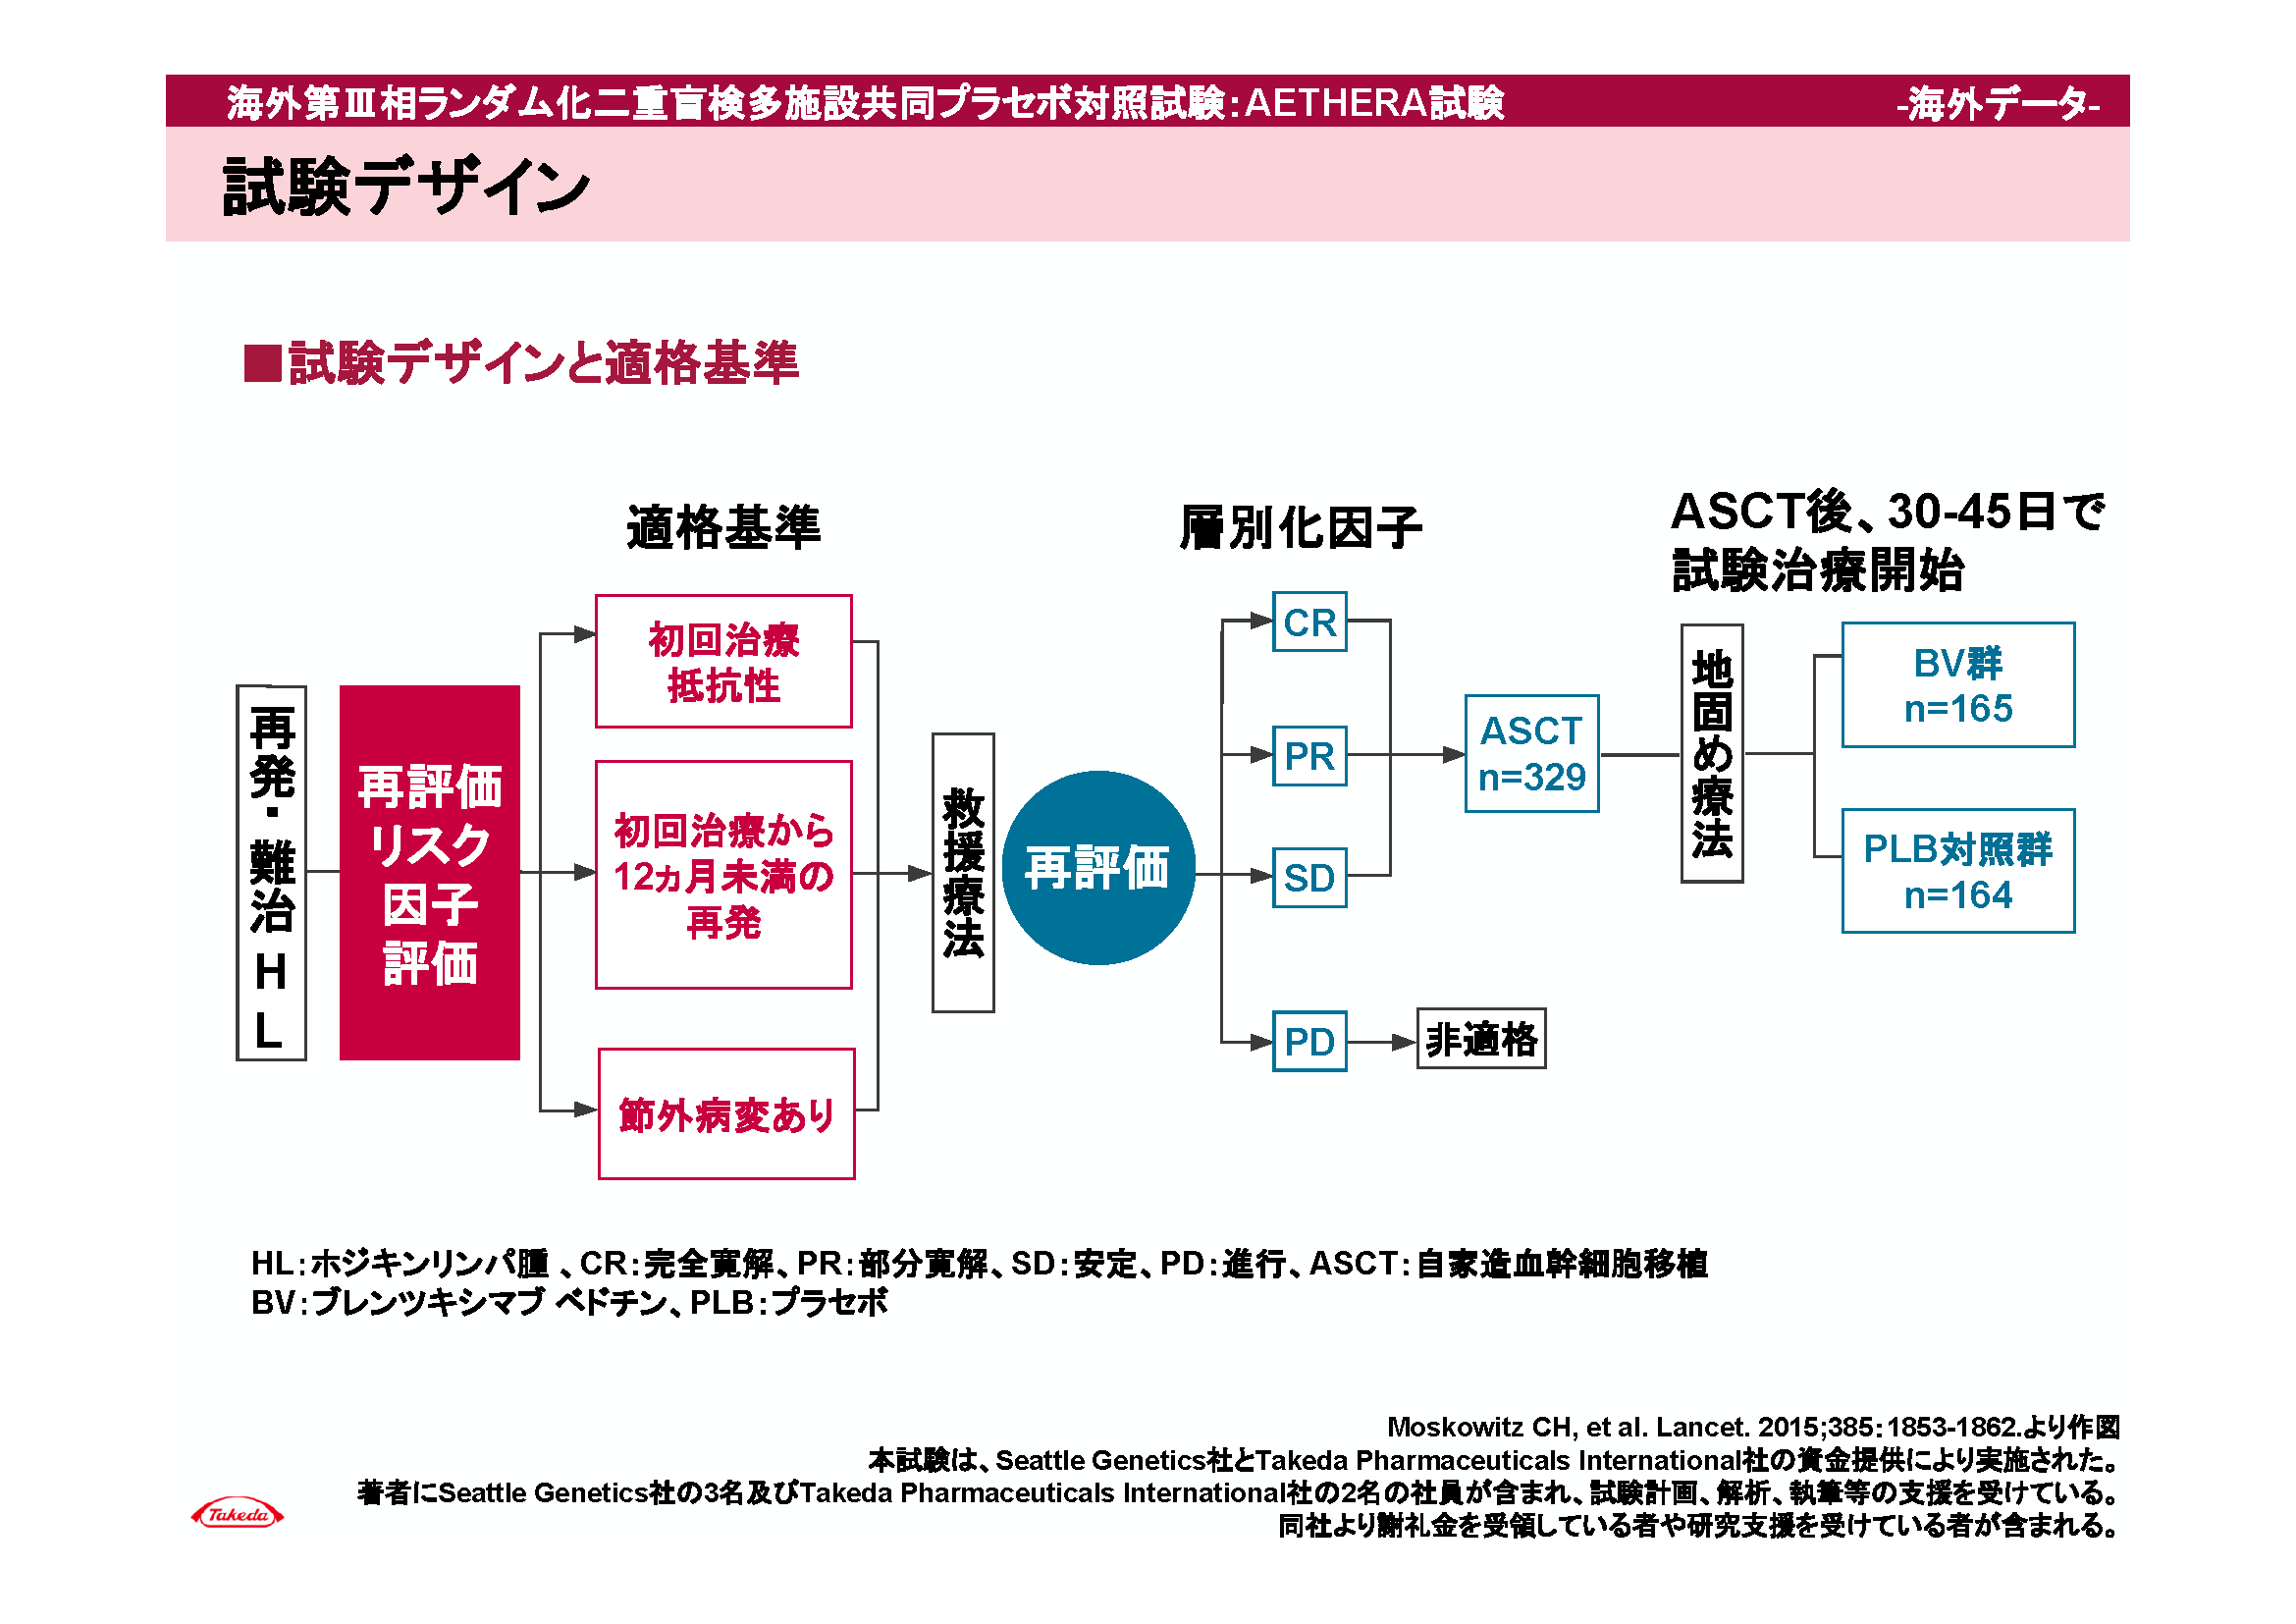 海外第Ⅲ相ランダム化二重盲検多施設共同プラセボ対照試験：AETHERA試験
-海外データ-
試験デザイン
■試験デザインと適格基準
適格基準
層別化因子
ASCT後、30-45日で
試験治療開始
再発・難治HL
再評価
リスク
因子
評価
初回治療
抵抗性
初回治療から
12ヵ月未満の
再発
節外病変あり
救援療法
再評価
CR
PR
SD
PD
非適格
ASCT
n=329
地固め療法
BV群
n=165
PLB対照群
n=164
HL：ホジキンリンパ腫 、CR：完全寛解、PR：部分寛解、SD：安定、PD：進行、ASCT：自家造血幹細胞移植
BV：ブレンツキシマブ ベドチン、PLB：プラセボ
Moskowitz CH, et al. Lancet. 2015;385：1853-1862.より作図
本試験は、Seattle Genetics社とTakeda Pharmaceuticals International社の資金提供により実施された。
著者にSeattle Genetics社の3名及びTakeda Pharmaceuticals International社の2名の社員が含まれ、試験計画、解析、執筆等の支援を受けている。
同社より謝礼金を受領している者や研究支援を受けている者が含まれる。
Takeda